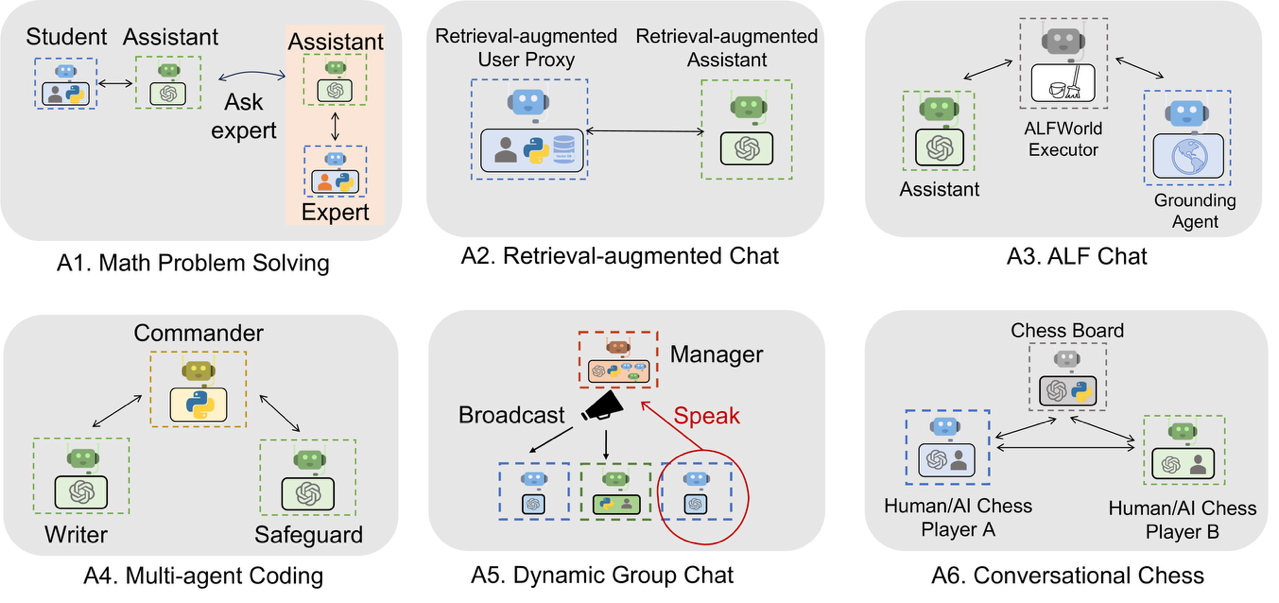 Student
Assistant
Assistant
Ask
expert
Expert
A1. Math Problem Solving
Retrieval-augmented
User Proxy
Retrieval-augmented
Assistant
A2. Retrieval-augmented Chat
ALFWorld
Executor
Assistant
Grounding
Agent
A3. ALF Chat
Commander
Writer
Safeguard
A4. Multi-agent Coding
Manager
Broadcast
Speak
A5. Dynamic Group Chat
Chess Board
Human/AI Chess
Player A
Human/AI Chess
Player B
A6. Conversational Chess